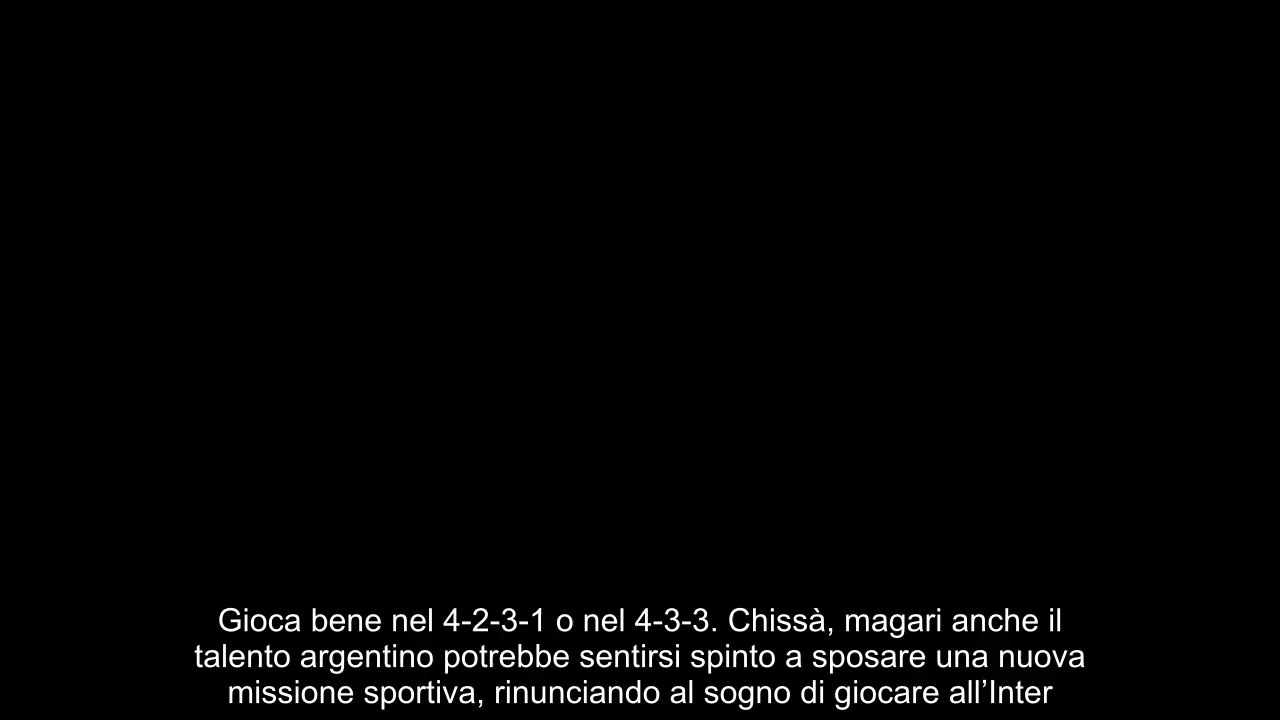 Gioca bene nel 4-2-3-1 o nel 4-3-3. Chissà, magari anche il
talento argentino potrebbe sentirsi spinto a sposare una nuova
missione sportiva, rinunciando al sogno di giocare all’Inter